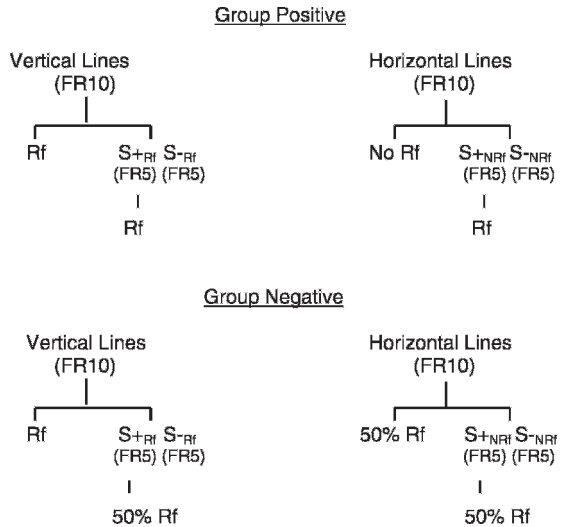 Group Positive
Vertical Lines Horizontal Lines
(FR10) (FR10)
Rf S+Rf S-Rf No Rf S+NRf S-NRf
(FR5) (FR5) (FR5) (FR5)
Rf Rf
Group Negative
Vertical Lines Horizontal Lines
(FR10) (FR10)
Rf S+Rf S-Rf 50% Rf S+NRf S-NRf
(FR5) (FR5) (FR5) (FR5)
50% Rf 50% Rf